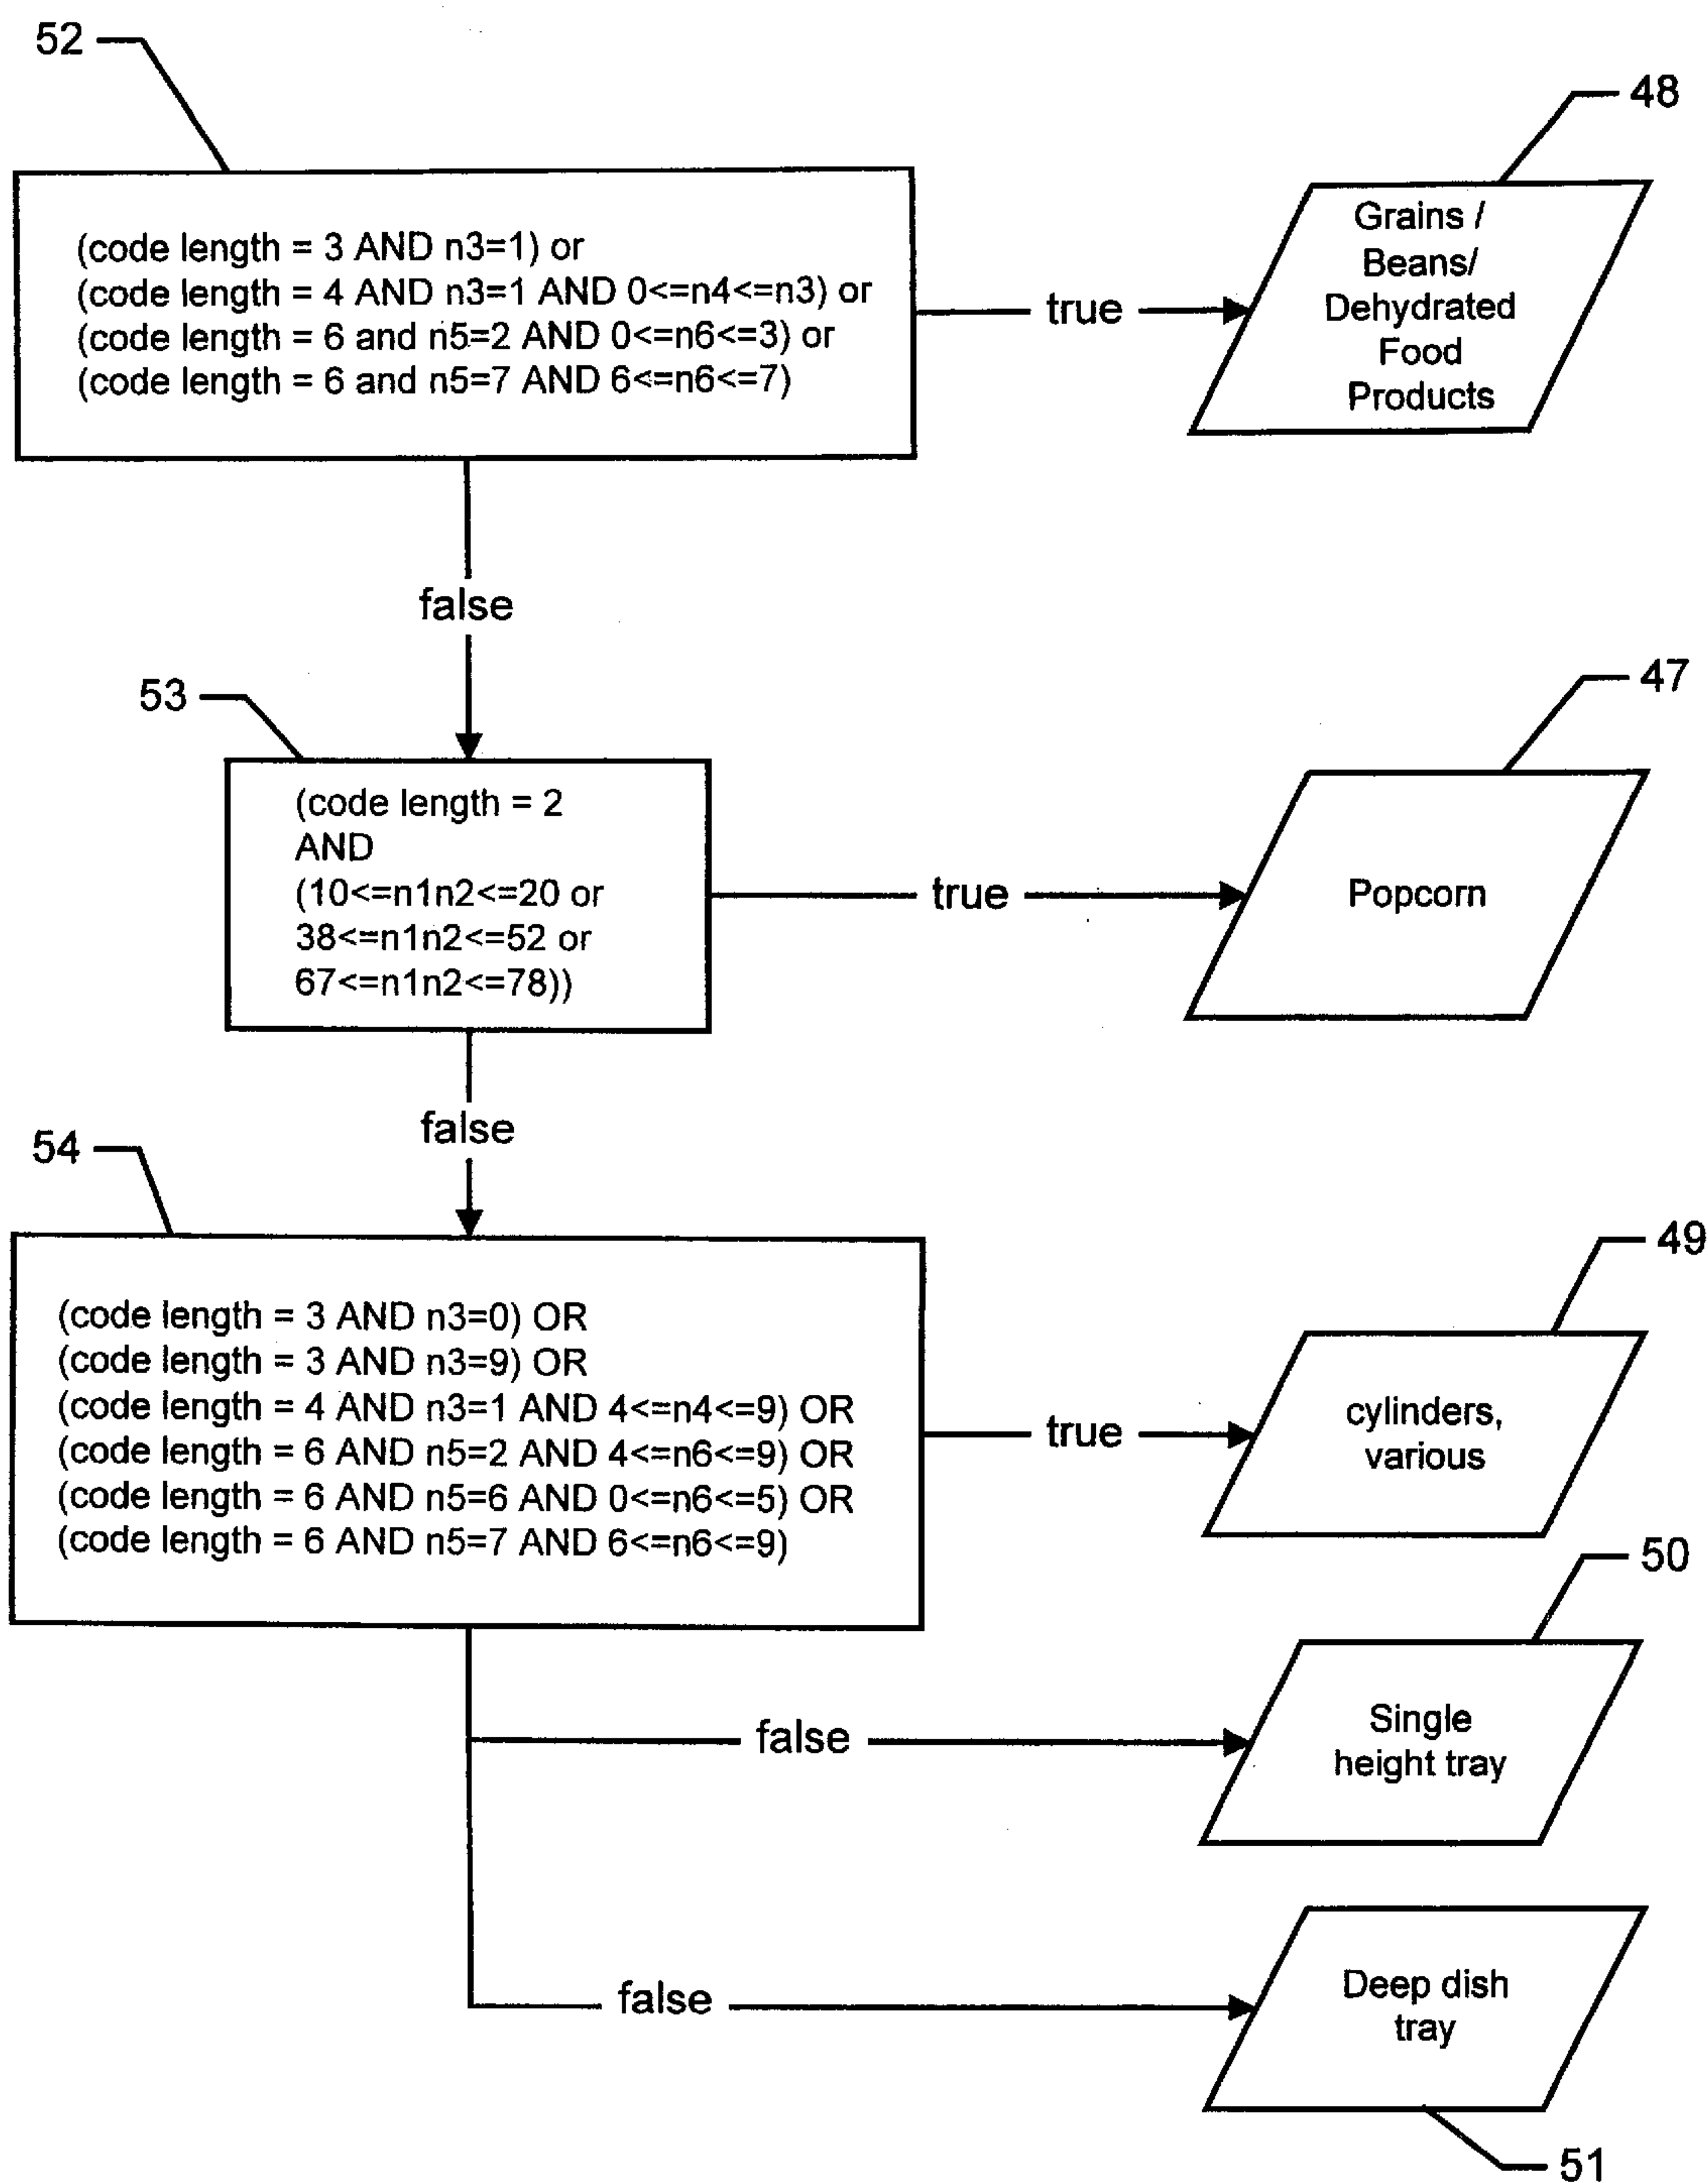 52
48
(code length = 3 AND n3=1) or
(code length = 4 AND n3=1 AND 0<=n4<=n3) or
(code length = 6 and n5=2 AND 0<=n6<=3) or
(code length = 6 and n5=7 AND 6<=n6<=7)
true
Grains /
Beans/
Dehydrated
Food
Products
false
53
47
(code length = 2
AND
(10<=n1n2<=20 or
38<=n1n2<=52 or
67<=n1n2<=78))
true
Popcorn
false
54
49
(code length = 3 AND n3=0) OR
(code length = 3 AND n3=9) OR
(code length = 4 AND n3=1 AND 4<=n4<=9) OR
(code length = 6 AND n5=2 AND 4<=n6<=9) OR
(code length = 6 AND n5=6 AND 0<=n6<=5) OR
(code length = 6 AND n5=7 AND 6<=n6<=9)
true
cylinders,
various
50
false
Single
height tray
false
Deep dish
tray
51